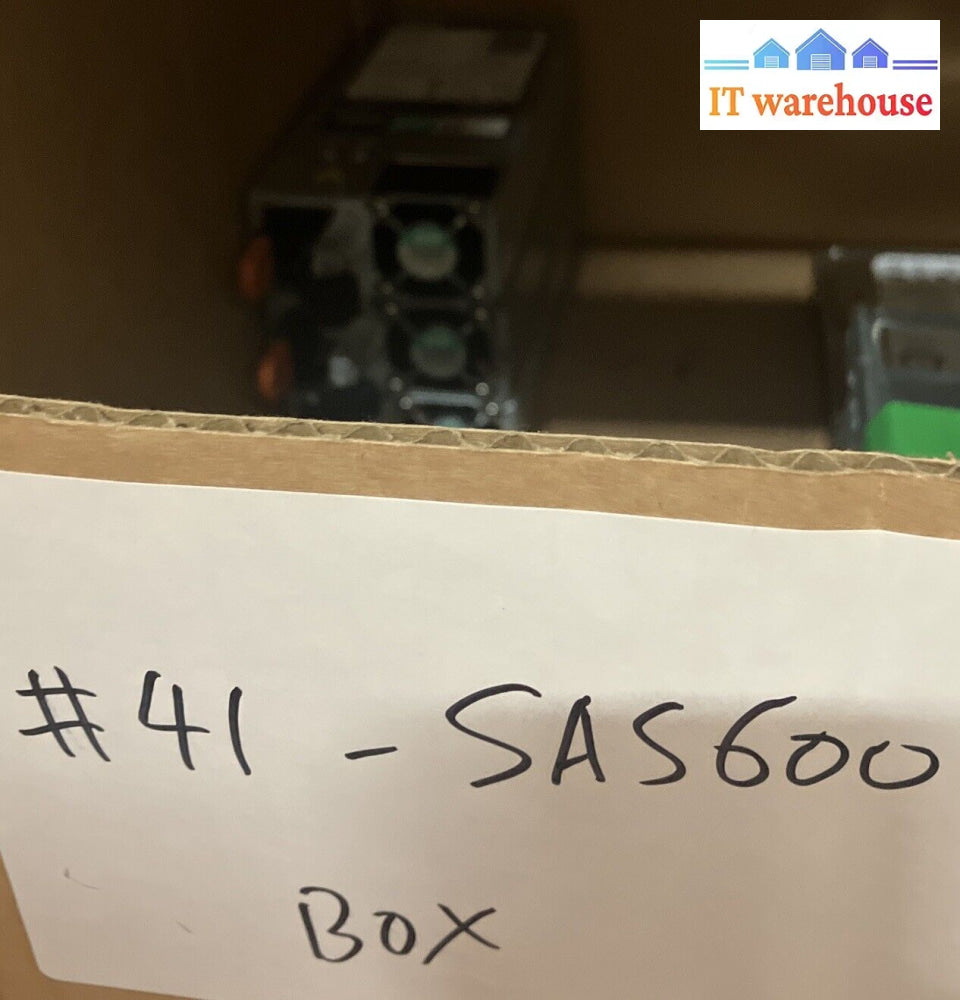 IT warehouse
#41 - SAS600
BOX